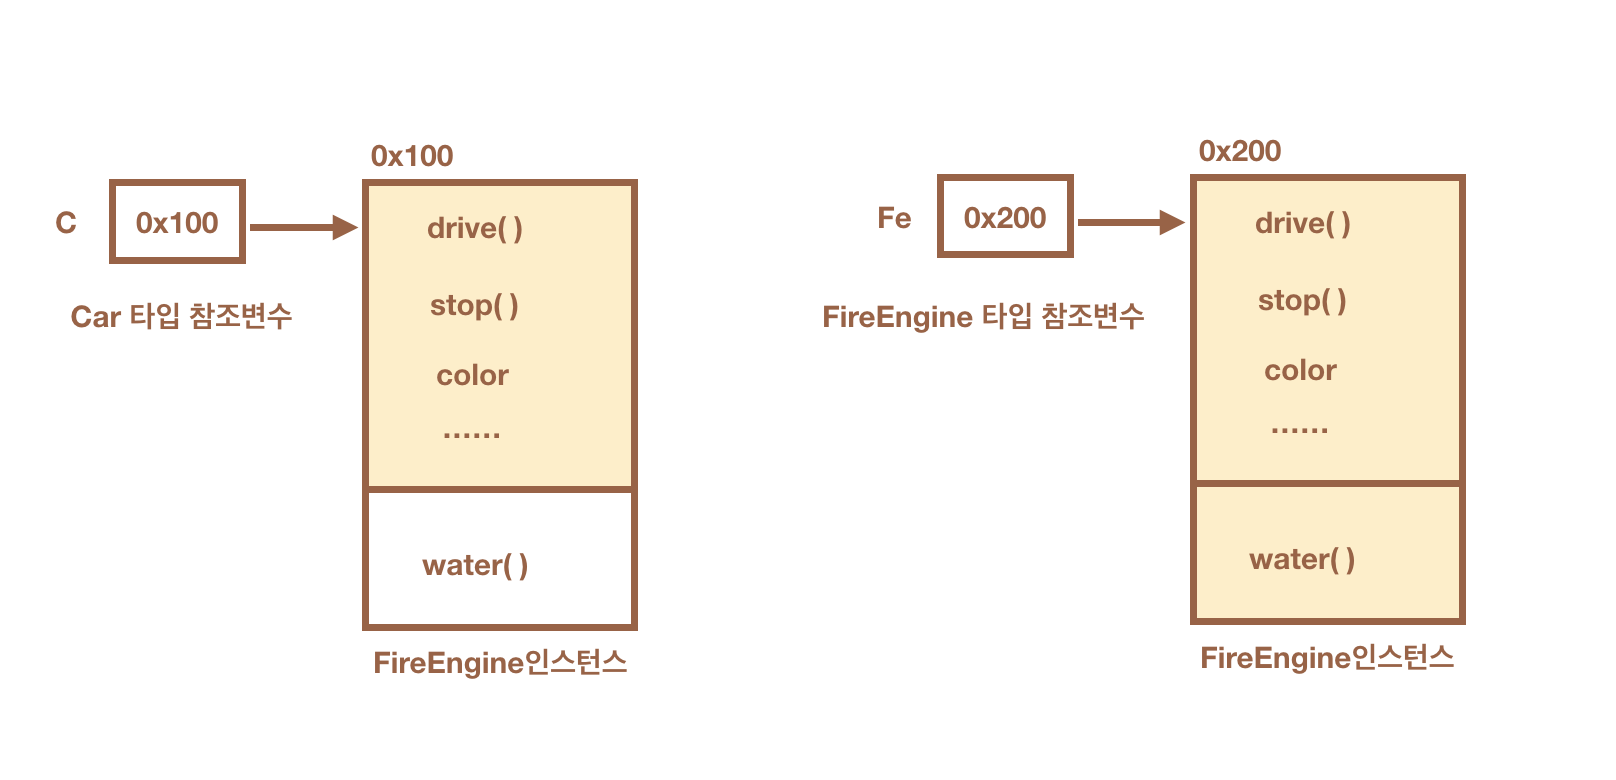 0x100
C
0x100
drive( )
stop( )
color
......
water( )
Car 타입 참조변수
FireEngine인스턴스
0x200
Fe
0x200
drive( )
stop( )
color
......
water( )
FireEngine 타입 참조변수
FireEngine인스턴스